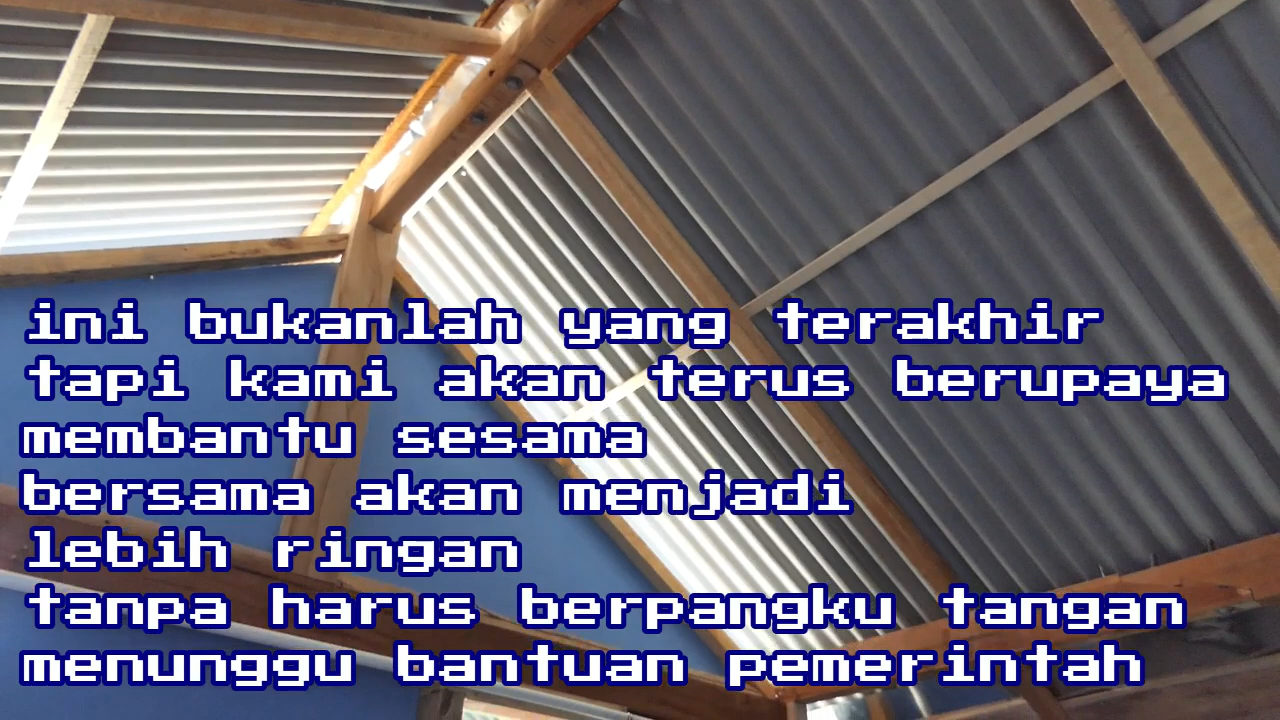 ini bukanlah yang terakhir
tapi kami akan terus berupaya
membantu sesama
bersama akan menjadi
lebih ringan
tanpa harus berpangku tangan
menunggu bantuan pemerintah